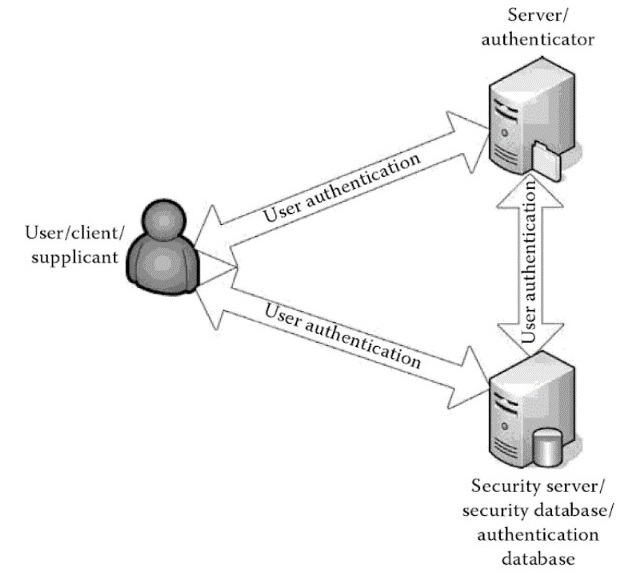 Server/
authenticator
User authentication
User/client/
supplicant
User authentication
User authentication
Security server/
security database/
authentication
database